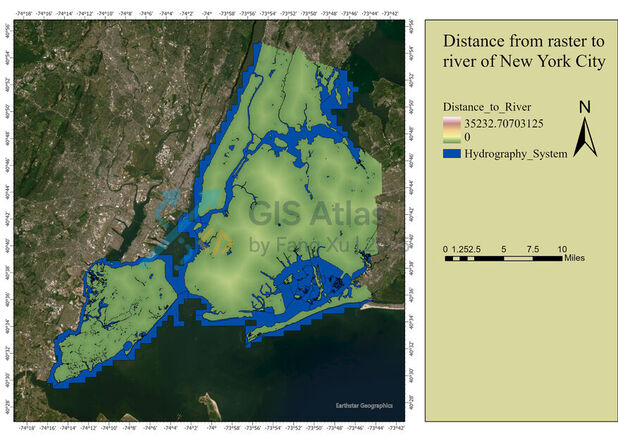 -74°18' -74°16' -74°14' -74°12' -74°10' -74°8' -74°6' -74°4' -74°2' -74° -73°58' -73°56' -73°54' -73°52' -73°50' -73°48' -73°46' -73°44' -73°42'
Distance from raster to
river of New York City
Distance_to_River
35232.70703125
0
Hydrography_System
N
0 1.25 2.5 5 7.5 10
Miles
GIS Atlas
by Fang Xu
Earthstar Geographics
-74°18' -74°16' -74°14' -74°12' -74°10' -74°8' -74°6' -74°4' -74°2' -74° -73°58' -73°56' -73°54' -73°52' -73°50' -73°48' -73°46' -73°44' -73°42'